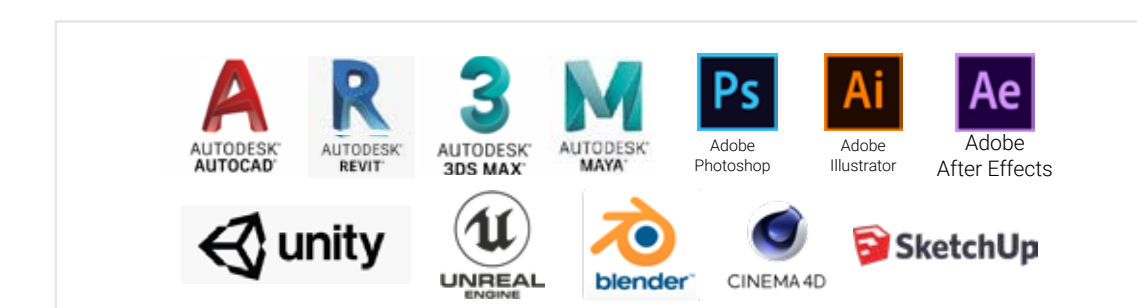 A
R
3
M
Ps
Ai
Ae
AUTODESK®
AUTOCAD®
AUTODESK®
REVIT®
AUTODESK®
3DS MAX®
AUTODESK®
MAYA®
Adobe
Photoshop
Adobe
Illustrator
Adobe
After Effects
unity
UNREAL
ENGINE
blender
CINEMA 4D
SketchUp